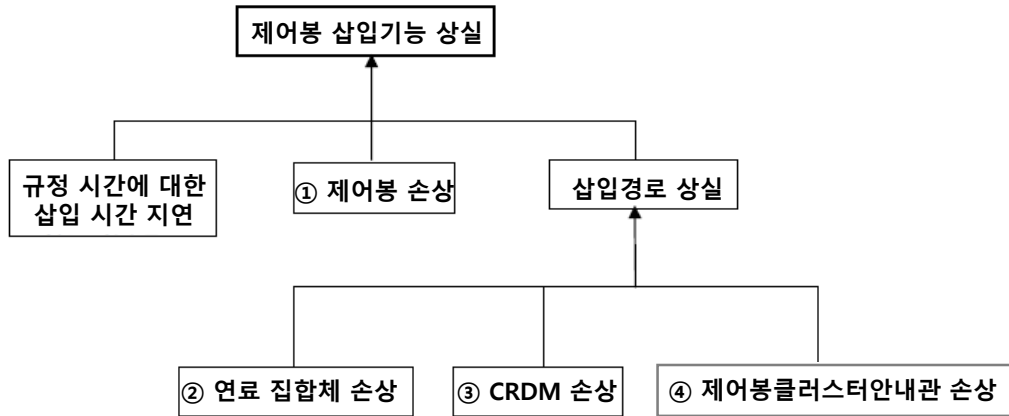 제어봉 삽입기능 상실
규정 시간에 대한
삽입 시간 지연
① 제어봉 손상
삽입경로 상실
② 연료 집합체 손상
③ CRDM 손상
④ 제어봉클러스터안내관 손상